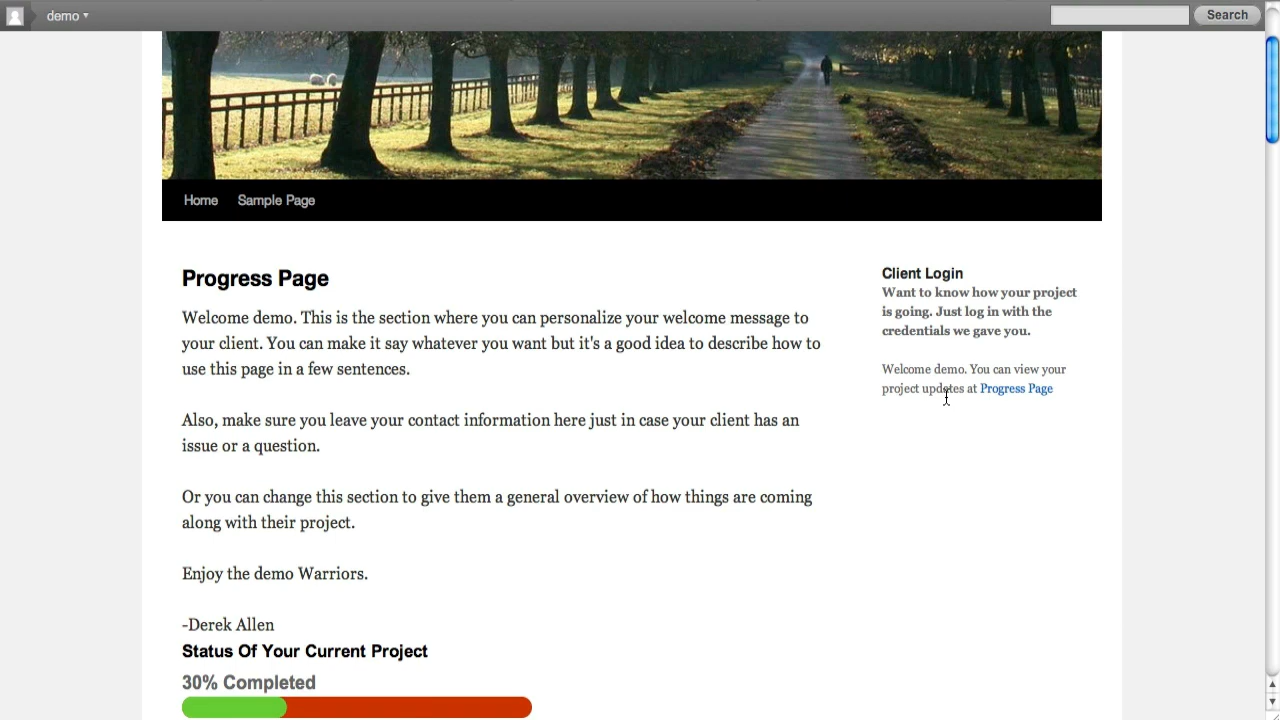 demo
Search
Home Sample Page
Progress Page
Welcome demo. This is the section where you can personalize your welcome message to
your client. You can make it say whatever you want but it's a good idea to describe how to
use this page in a few sentences.
Also, make sure you leave your contact information here just in case your client has an
issue or a question.
Or you can change this section to give them a general overview of how things are coming
along with their project.
Enjoy the demo Warriors.
-Derek Allen
Status Of Your Current Project
30% Completed
Client Login
Want to know how your project
is going. Just log in with the
credentials we gave you.
Welcome demo. You can view your
project updates at Progress Page